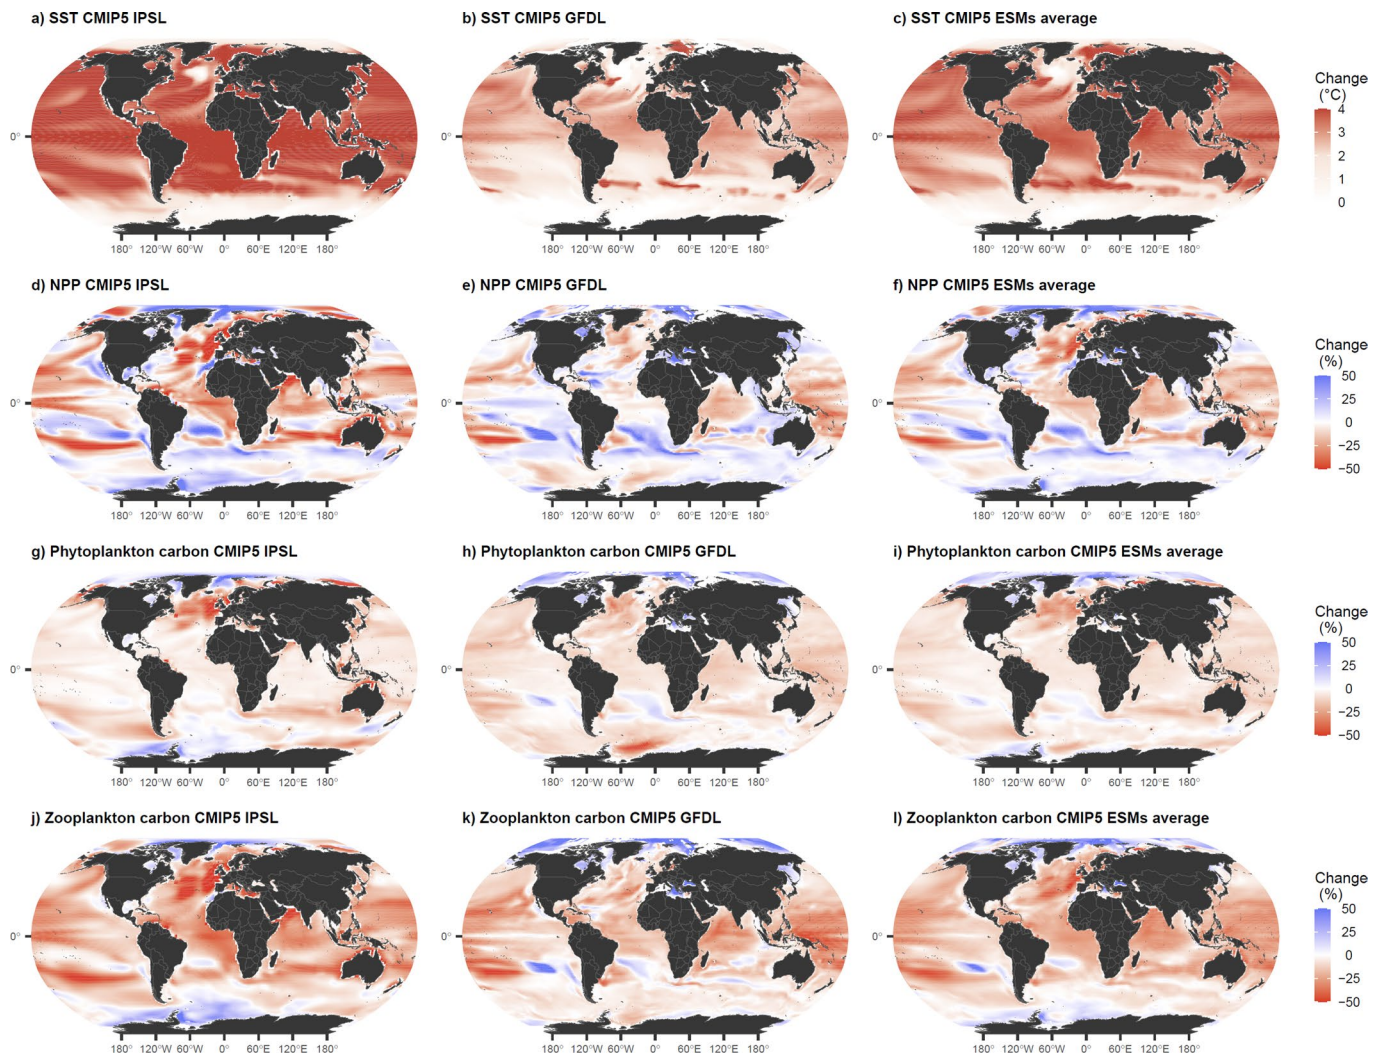 a) SST CMIP5 IPSL
b) SST CMIP5 GFDL
c) SST CMIP5 ESMs average
Change
(°C)
4
3
2
1
0
0°
180° 120°W 60°W 0° 60°E 120°E 180°
180° 120°W 60°W 0° 60°E 120°E 180°
180° 120°W 60°W 0° 60°E 120°E 180°
d) NPP CMIP5 IPSL
e) NPP CMIP5 GFDL
f) NPP CMIP5 ESMs average
Change
(%)
50
25
0
−25
−50
0°
180° 120°W 60°W 0° 60°E 120°E 180°
180° 120°W 60°W 0° 60°E 120°E 180°
180° 120°W 60°W 0° 60°E 120°E 180°
g) Phytoplankton carbon CMIP5 IPSL
h) Phytoplankton carbon CMIP5 GFDL
i) Phytoplankton carbon CMIP5 ESMs average
Change
(%)
50
25
0
−25
−50
0°
180° 120°W 60°W 0° 60°E 120°E 180°
180° 120°W 60°W 0° 60°E 120°E 180°
180° 120°W 60°W 0° 60°E 120°E 180°
j) Zooplankton carbon CMIP5 IPSL
k) Zooplankton carbon CMIP5 GFDL
l) Zooplankton carbon CMIP5 ESMs average
Change
(%)
50
25
0
−25
−50
0°
180° 120°W 60°W 0° 60°E 120°E 180°
180° 120°W 60°W 0° 60°E 120°E 180°
180° 120°W 60°W 0° 60°E 120°E 180°